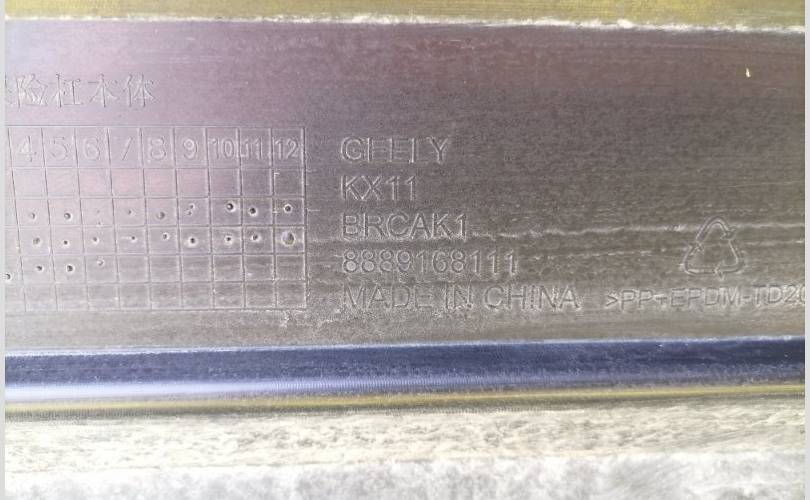 险杠本体
4 5 6 7 8 9 10 11 12
GEELY
KX11
BRCAK1
8889168111
MADE IN CHINA >PP+EPDM-TD20